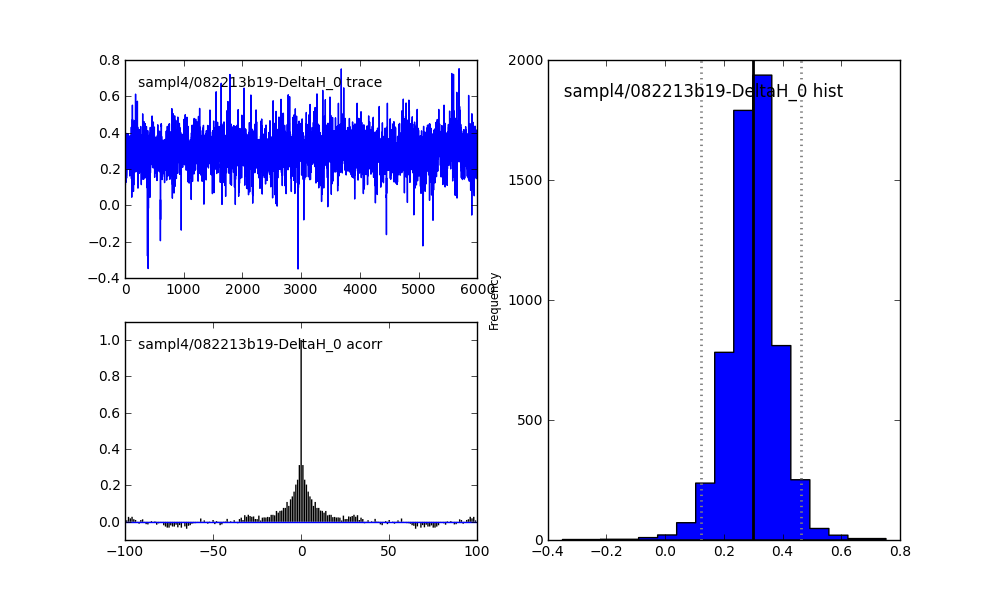 sampl4/082213b19-DeltaH_0 trace
0.8
0.6
0.4
0.2
0.0
−0.2
−0.4
0 1000 2000 3000 4000 5000 6000
sampl4/082213b19-DeltaH_0 acorr
1.0
0.8
0.6
0.4
0.2
0.0
−100 −50 0 50 100
sampl4/082213b19-DeltaH_0 hist
Frequency
2000
1500
1000
500
0
−0.4 −0.2 0.0 0.2 0.4 0.6 0.8